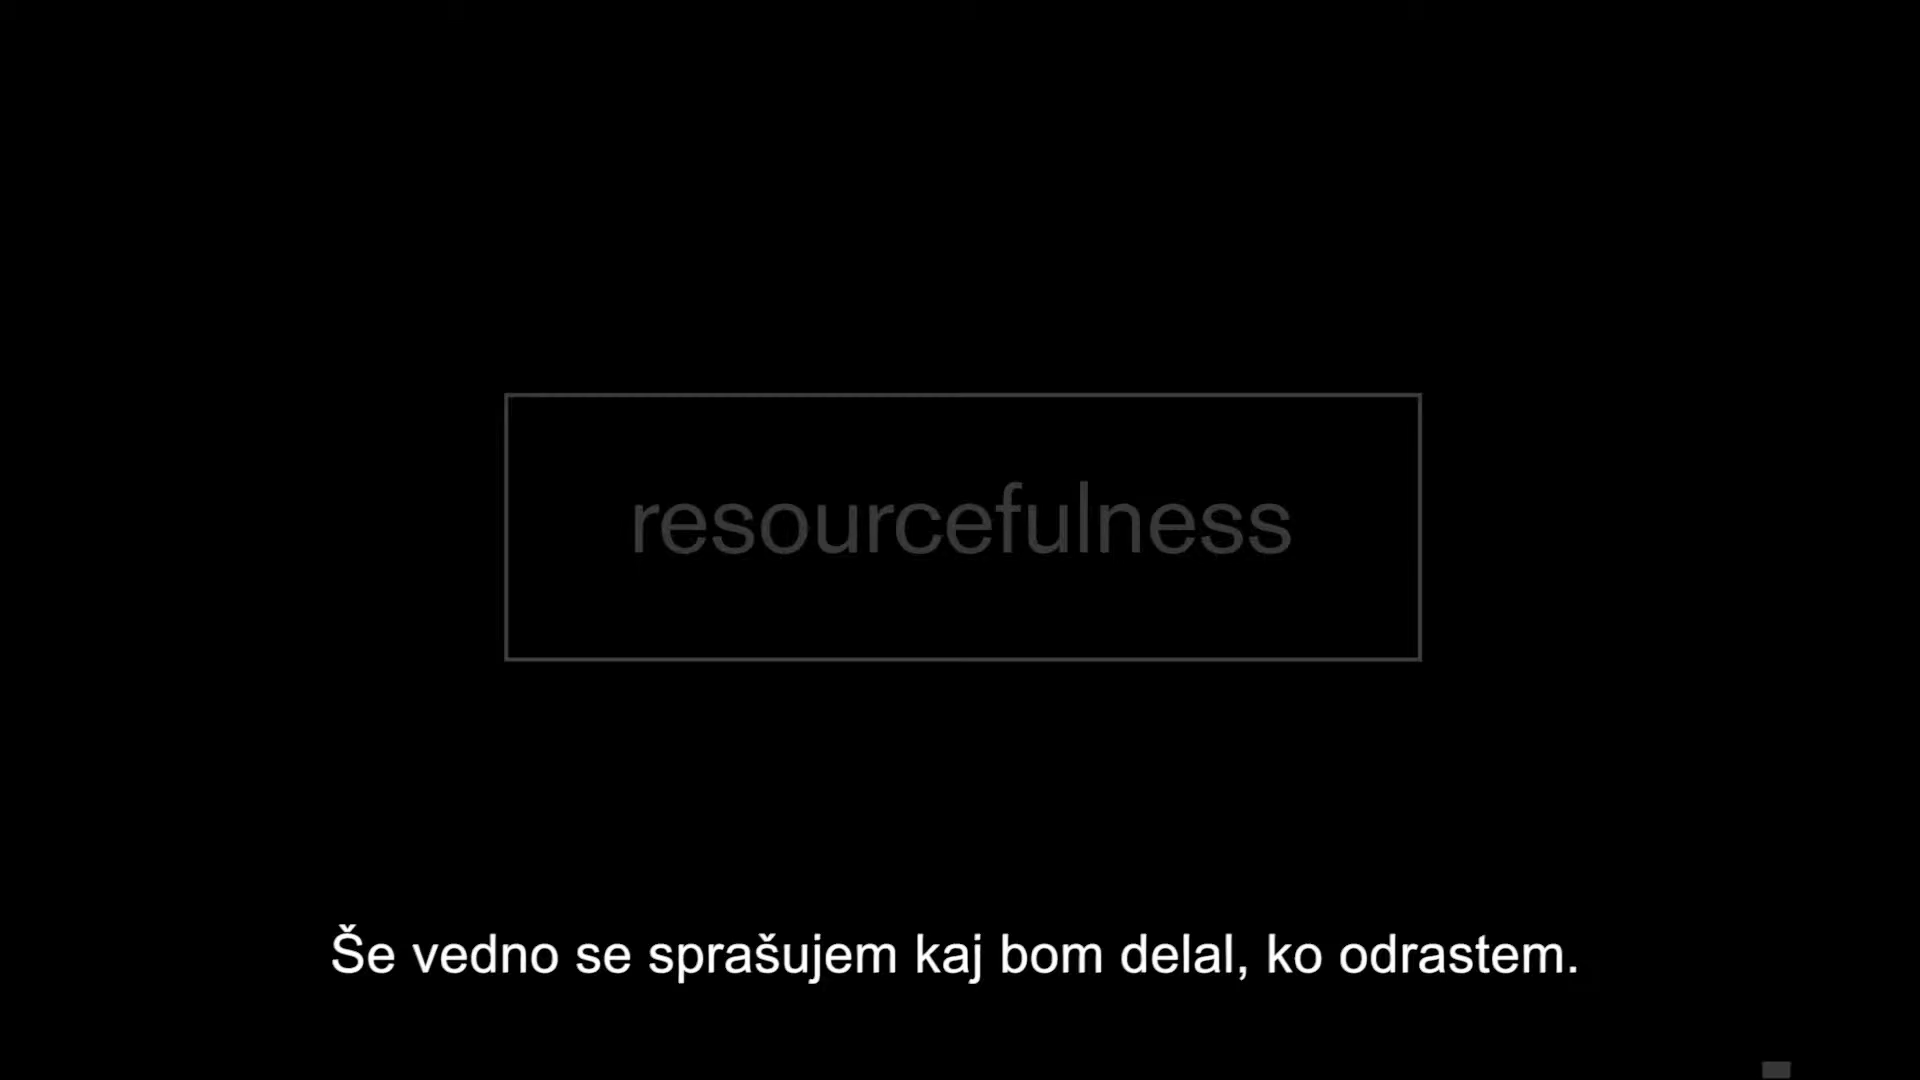 resourcefulness
Še vedno se sprašujem kaj bom delal, ko odrastem.